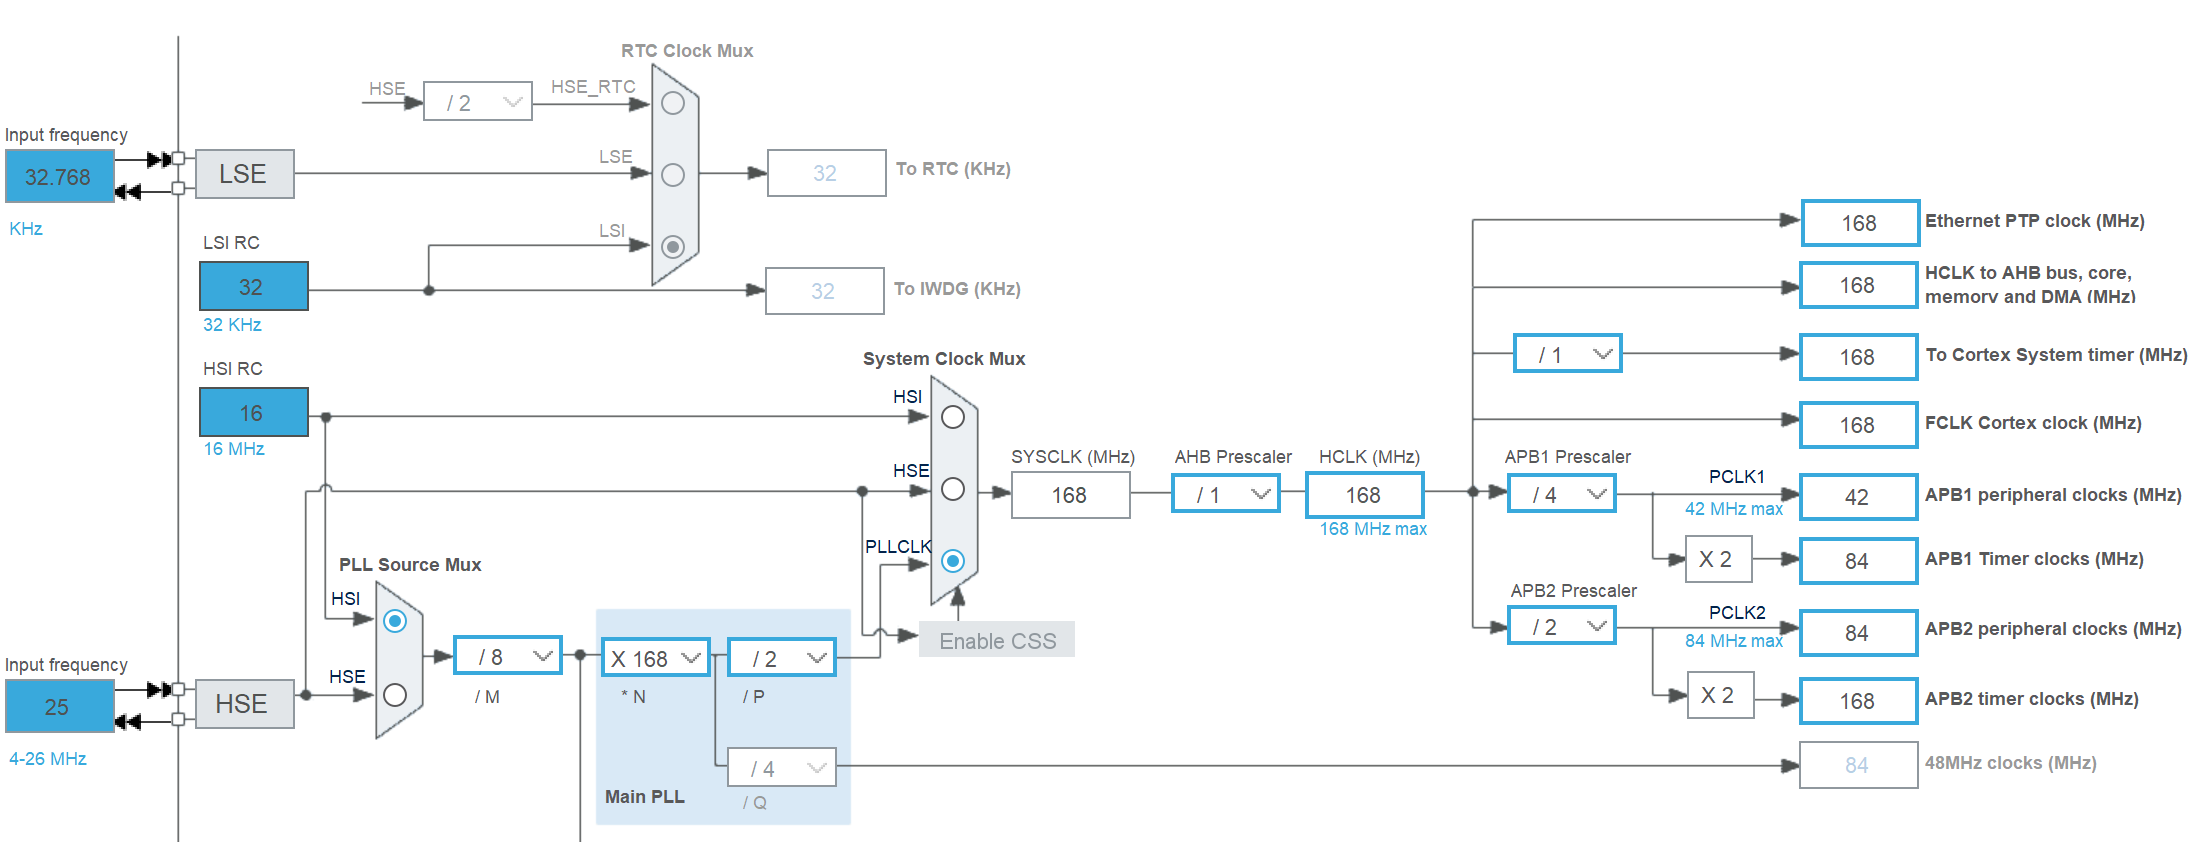 RTC Clock Mux
HSE
/ 2
HSE_RTC
Input frequency
32.768
KHz
LSE
LSE
32
To RTC (KHz)
LSI RC
32
32 KHz
LSI
32
To IWDG (KHz)
HSI RC
16
16 MHz
System Clock Mux
HSI
HSE
PLLCLK
SYSCLK (MHz)
168
AHB Prescaler
/ 1
HCLK (MHz)
168
168 MHz max
Enable CSS
PLL Source Mux
HSI
HSE
Input frequency
25
4-26 MHz
HSE
/ 8
/ M
X 168
* N
/ 2
/ P
/ 4
/ Q
Main PLL
168
Ethernet PTP clock (MHz)
168
HCLK to AHB bus, core,
memory and DMA (MHz)
/ 1
168
To Cortex System timer (MHz)
168
FCLK Cortex clock (MHz)
APB1 Prescaler
/ 4
PCLK1
42 MHz max
42
APB1 peripheral clocks (MHz)
X 2
84
APB1 Timer clocks (MHz)
APB2 Prescaler
/ 2
PCLK2
84 MHz max
84
APB2 peripheral clocks (MHz)
X 2
168
APB2 timer clocks (MHz)
84
48MHz clocks (MHz)